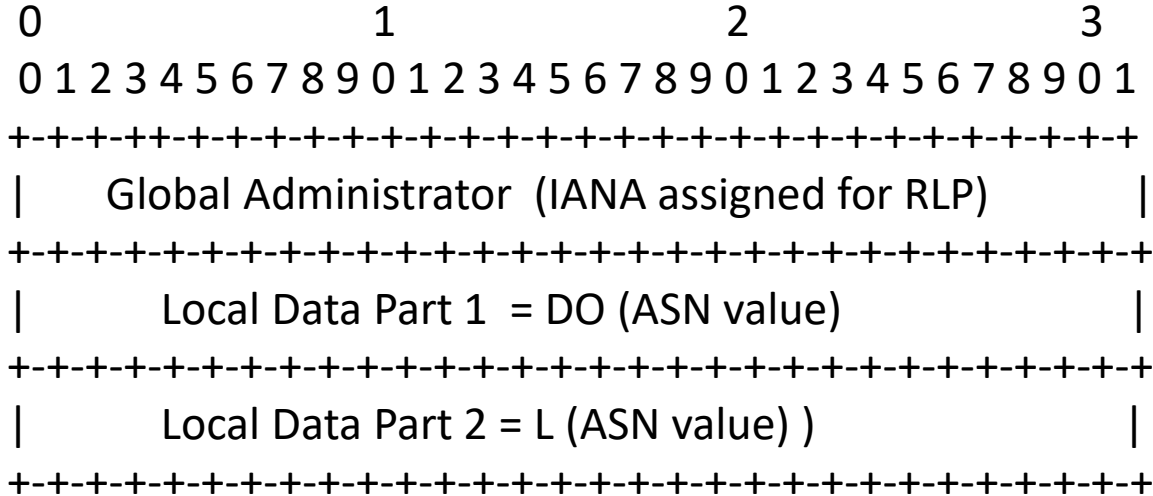 0 1 2 3
0 1 2 3 4 5 6 7 8 9 0 1 2 3 4 5 6 7 8 9 0 1 2 3 4 5 6 7 8 9 0 1
+-+-+-++-+-+-+-+-+-+-+-+-+-+-+-+-+-+-+-+-+-+-+-+-+-+-+-+-+-+
| Global Administrator (IANA assigned for RLP) |
+-+-+-+-+-+-+-+-+-+-+-+-+-+-+-+-+-+-+-+-+-+-+-+-+-+-+-+-+-+-+
| Local Data Part 1 = DO (ASN value) |
+-+-+-+-+-+-+-+-+-+-+-+-+-+-+-+-+-+-+-+-+-+-+-+-+-+-+-+-+-+-+
| Local Data Part 2 = L (ASN value) ) |
+-+-+-+-+-+-+-+-+-+-+-+-+-+-+-+-+-+-+-+-+-+-+-+-+-+-+-+-+-+-+